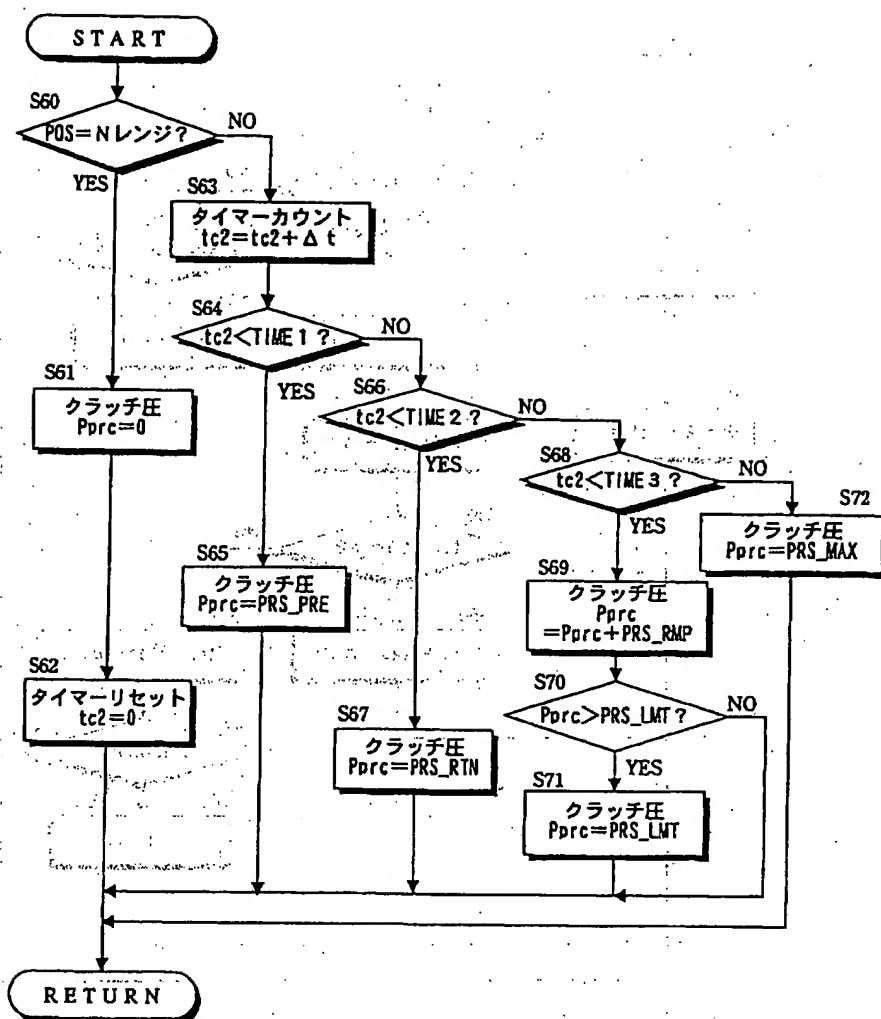 START
S60
POS=Nレンジ?
NO
YES
S63
タイマーカウント
tc2=tc2+Δt
S64
tc2<TIME1?
NO
YES
S61
クラッチ圧
Pprc=0
S66
tc2<TIME2?
NO
YES
S68
tc2<TIME3?
NO
YES
S72
クラッチ圧
Pprc=PRS_MAX
S65
クラッチ圧
Pprc=PRS_PRE
S69
クラッチ圧
Pprc
=Pprc+PRS_RMP
S62
タイマーリセット
tc2=0
S70
Pprc>PRS_LMT?
NO
YES
S67
クラッチ圧
Pprc=PRS_RTN
S71
クラッチ圧
Pprc=PRS_LMT
RETURN